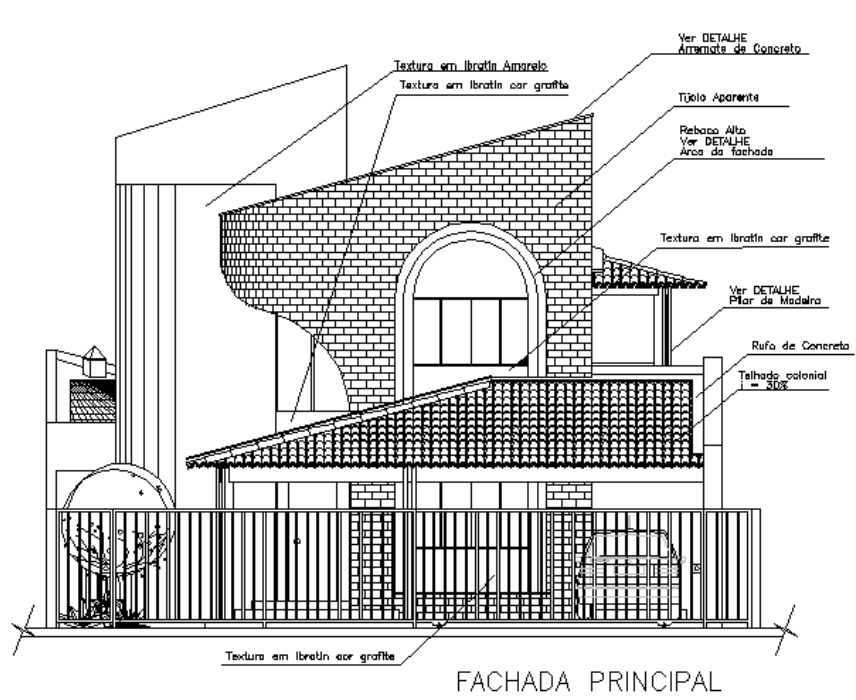 Ver DETALHE
Arremate de Concreto
Textura em Ibratin Amarelo
Textura em Ibratin cor grafite
Tijolo Aparente
Reboco Alto
Ver DETALHE
Arco da fachada
Textura em Ibratin cor grafite
Ver DETALHE
Pilar de Madeira
Rufo de Concreto
Telhado colonial
i = 30%
Textura em Ibratin cor grafite
FACHADA PRINCIPAL